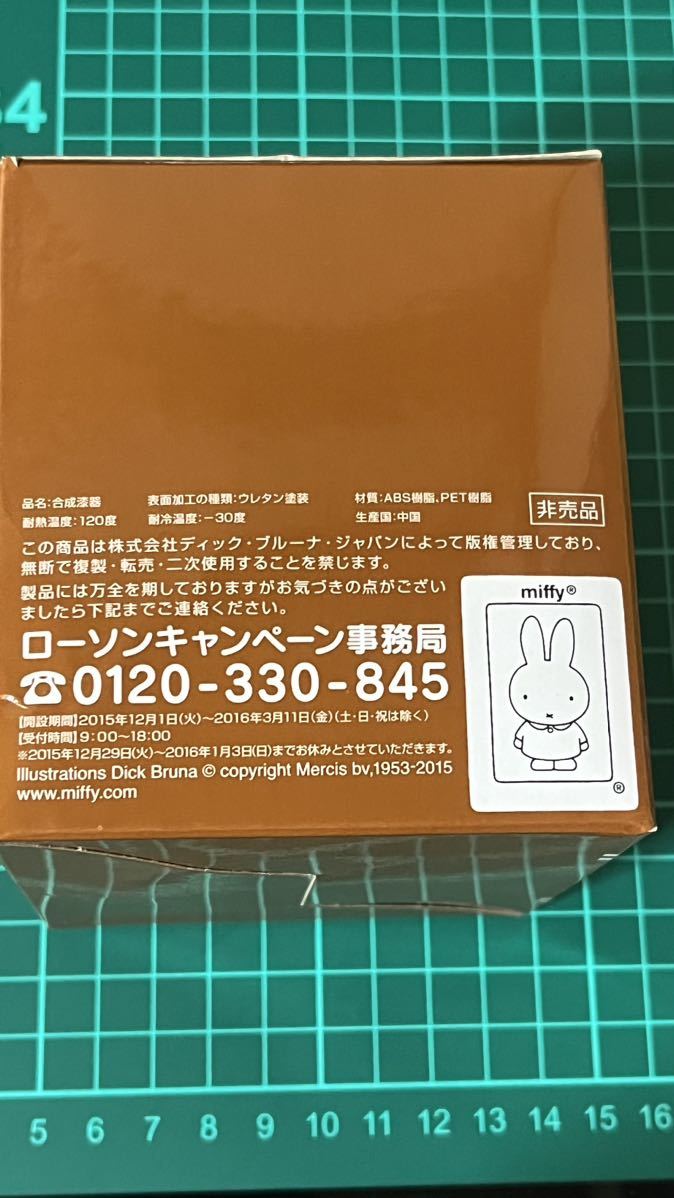 34
品名:合成漆器 表面加工の種類:ウレタン塗装 材質:ABS樹脂、PET樹脂
耐熱温度:120度 耐冷温度:-30度 生産国:中国
非売品
この商品は株式会社ディック・ブルーナ・ジャパンによって版権管理しており、
無断で複製・転売・二次使用することを禁じます。
製品には万全を期しておりますがお気づきの点がござい
ましたら下記までご連絡ください。
ローソンキャンペーン事務局
☎0120-330-845
【開設期間】2015年12月1日(火)~2016年3月11日(金)(土・日・祝は除く)
【受付時間】9:00~18:00
※2015年12月29日(火)~2016年1月3日(日)までお休みとさせていただきます。
Illustrations Dick Bruna © copyright Mercis bv,1953-2015
www.miffy.com
miffy®
®
5 6 7 8 9 10 11 12 13 14 15 16